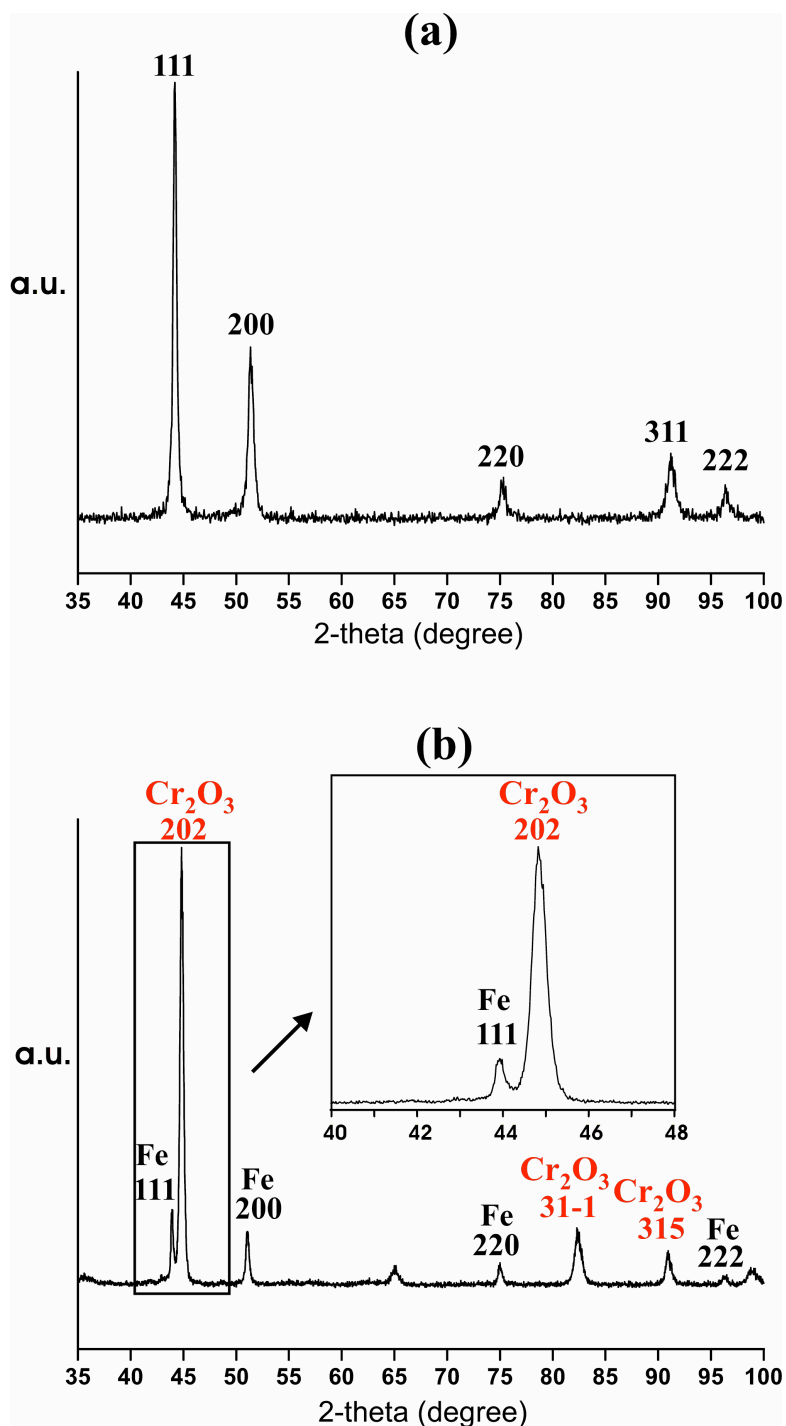 (a)
111
a.u.
200
220
311
222
35 40 45 50 55 60 65 70 75 80 85 90 95 100
2-theta (degree)
(b)
Cr₂O₃
202
Cr₂O₃
202
Fe
111
a.u.
40 42 44 46 48
Fe
111
Fe
200
Fe
220
Cr₂O₃
31-1
Cr₂O₃
315
Fe
222
35 40 45 50 55 60 65 70 75 80 85 90 95 100
2-theta (degree)